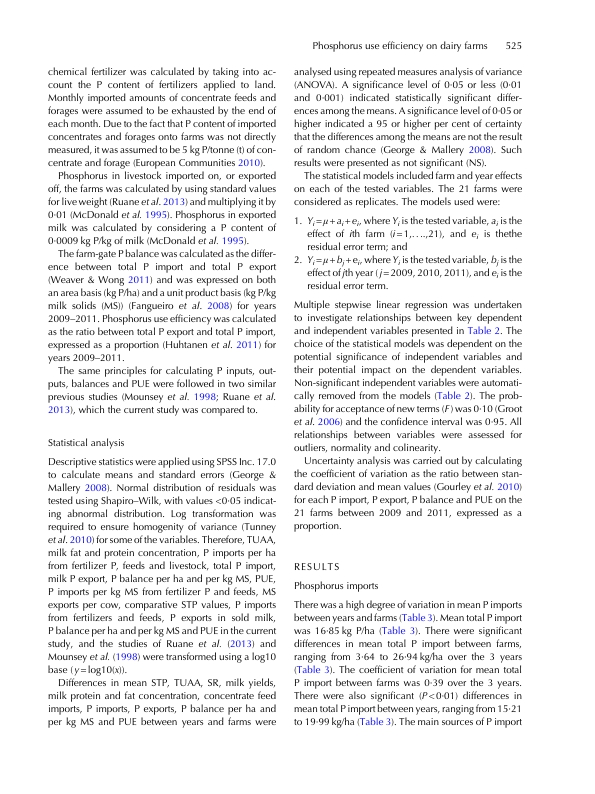 Phosphorus use efficiency on dairy farms 525
chemical fertilizer was calculated by taking into ac-
count the P content of fertilizers applied to land.
Monthly imported amounts of concentrate feeds and
forages were assumed to be exhausted by the end of
each month. Due to the fact that P content of imported
concentrates and forages onto farms was not directly
measured, it was assumed to be 5 kg P/tonne (t) of con-
centrate and forage (European Communities 2010).
Phosphorus in livestock imported on, or exported
off, the farms was calculated by using standard values
for live weight (Ruane et al. 2013) and multiplying it by
0·01 (McDonald et al. 1995). Phosphorus in exported
milk was calculated by considering a P content of
0·0009 kg P/kg of milk (McDonald et al. 1995).
The farm-gate P balance was calculated as the differ-
ence between total P import and total P export
(Weaver & Wong 2011) and was expressed on both
an area basis (kg P/ha) and a unit product basis (kg P/kg
milk solids (MS)) (Fangueiro et al. 2008) for years
2009–2011. Phosphorus use efficiency was calculated
as the ratio between total P export and total P import,
expressed as a proportion (Huhtanen et al. 2011) for
years 2009–2011.
The same principles for calculating P inputs, out-
puts, balances and PUE were followed in two similar
previous studies (Mounsey et al. 1998; Ruane et al.
2013), which the current study was compared to.
Statistical analysis
Descriptive statistics were applied using SPSS Inc. 17.0
to calculate means and standard errors (George &
Mallery 2008). Normal distribution of residuals was
tested using Shapiro–Wilk, with values <0·05 indicat-
ing abnormal distribution. Log transformation was
required to ensure homogenity of variance (Tunney
et al. 2010) for some of the variables. Therefore, TUAA,
milk fat and protein concentration, P imports per ha
from fertilizer P, feeds and livestock, total P import,
milk P export, P balance per ha and per kg MS, PUE,
P imports per kg MS from fertilizer P and feeds, MS
exports per cow, comparative STP values, P imports
from fertilizers and feeds, P exports in sold milk,
P balance per ha and per kg MS and PUE in the current
study, and the studies of Ruane et al. (2013) and
Mounsey et al. (1998) were transformed using a log10
base (y = log10(x)).
Differences in mean STP, TUAA, SR, milk yields,
milk protein and fat concentration, concentrate feed
imports, P imports, P exports, P balance per ha and
per kg MS and PUE between years and farms were
analysed using repeated measures analysis of variance
(ANOVA). A significance level of 0·05 or less (0·01
and 0·001) indicated statistically significant differ-
ences among the means. A significance level of 0·05 or
higher indicated a 95 or higher per cent of certainty
that the differences among the means are not the result
of random chance (George & Mallery 2008). Such
results were presented as not significant (NS).
The statistical models included farm and year effects
on each of the tested variables. The 21 farms were
considered as replicates. The models used were:
1. Yi = μ + ai + ei, where Yi is the tested variable, ai is the
effect of ith farm (i = 1,….,21), and ei is thethe
residual error term; and
2. Yi = μ + bj + ei, where Yi is the tested variable, bj is the
effect of jth year (j = 2009, 2010, 2011), and ei is the
residual error term.
Multiple stepwise linear regression was undertaken
to investigate relationships between key dependent
and independent variables presented in Table 2. The
choice of the statistical models was dependent on the
potential significance of independent variables and
their potential impact on the dependent variables.
Non-significant independent variables were automati-
cally removed from the models (Table 2). The prob-
ability for acceptance of new terms (F) was 0·10 (Groot
et al. 2006) and the confidence interval was 0·95. All
relationships between variables were assessed for
outliers, normality and colinearity.
Uncertainty analysis was carried out by calculating
the coefficient of variation as the ratio between stan-
dard deviation and mean values (Gourley et al. 2010)
for each P import, P export, P balance and PUE on the
21 farms between 2009 and 2011, expressed as a
proportion.
RESULTS
Phosphorus imports
There was a high degree of variation in mean P imports
between years and farms (Table 3). Mean total P import
was 16·85 kg P/ha (Table 3). There were significant
differences in mean total P import between farms,
ranging from 3·64 to 26·94 kg/ha over the 3 years
(Table 3). The coefficient of variation for mean total
P import between farms was 0·39 over the 3 years.
There were also significant (P < 0·01) differences in
mean total P import between years, ranging from 15·21
to 19·99 kg/ha (Table 3). The main sources of P import